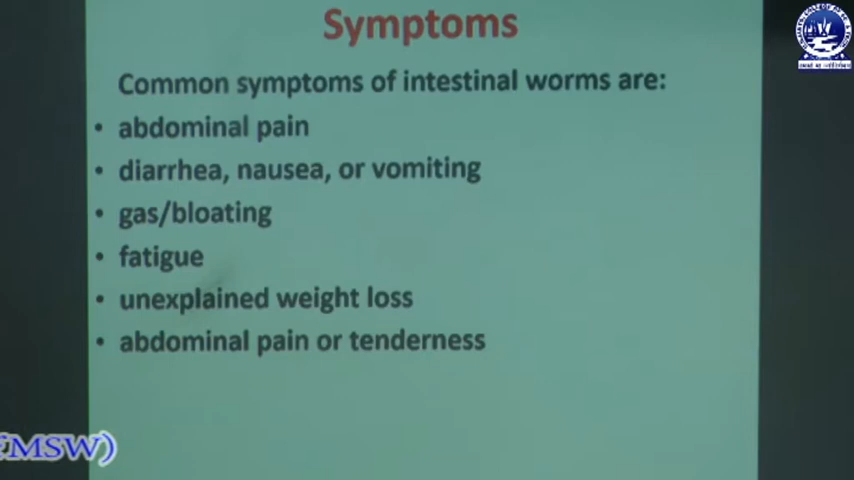 Symptoms
Common symptoms of intestinal worms are:
• abdominal pain
• diarrhea, nausea, or vomiting
• gas/bloating
• fatigue
• unexplained weight loss
• abdominal pain or tenderness
MSW)